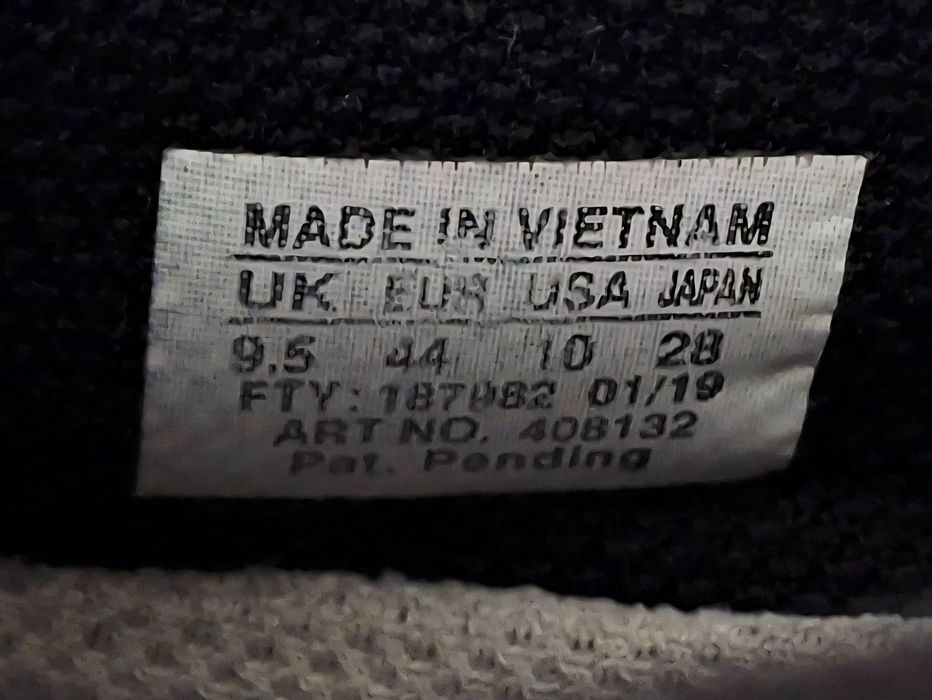 MADE IN VIETNAM
UK EUR USA JAPAN
9.5 44 10 28
FTY: 01/19
ART NO. 408132
Pat. Pending